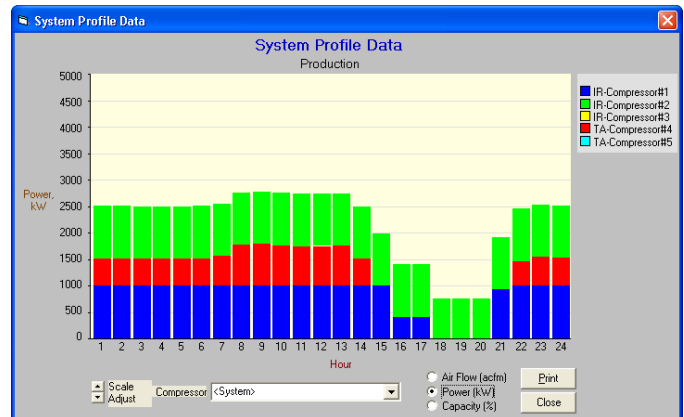 System Profile Data
System Profile Data
Production
5000
4500
4000
3500
3000
2500
2000
1500
1000
500
0
Power,
kW
1 2 3 4 5 6 7 8 9 10 11 12 13 14 15 16 17 18 19 20 21 22 23 24
Hour
IR-Compressor#1
IR-Compressor#2
IR-Compressor#3
TA-Compressor#4
TA-Compressor#5
Scale
Adjust
Compressor <System>
Air Flow (acfm)
Power (kW)
Capacity (%)
Print
Close